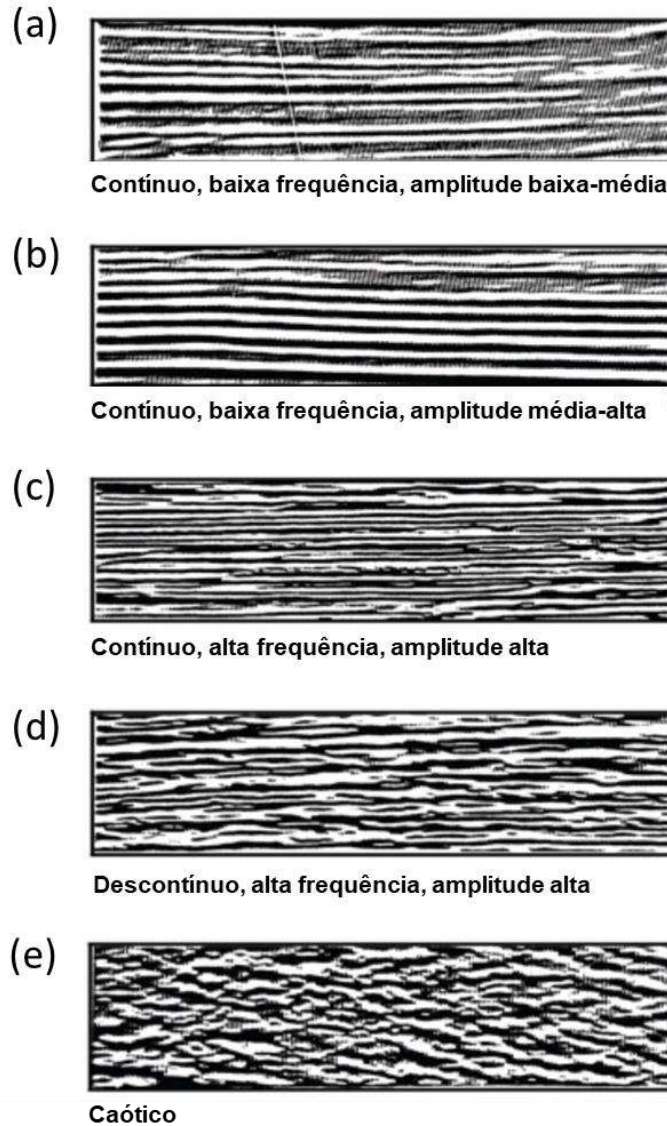 (a)
Contínuo, baixa frequência, amplitude baixa-média
(b)
Contínuo, baixa frequência, amplitude média-alta
(c)
Contínuo, alta frequência, amplitude alta
(d)
Descontínuo, alta frequência, amplitude alta
(e)
Caótico